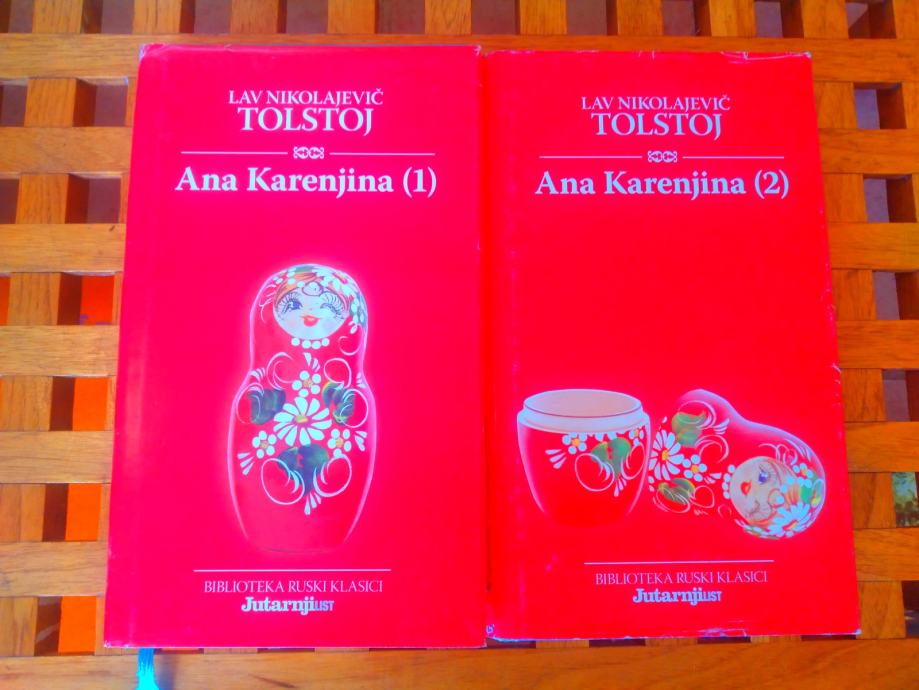 LAV NIKOLAJEVIČ
TOLSTOJ
Ana Karenjina (1)
BIBLIOTEKA RUSKI KLASICI
Jutarnji LIST
LAV NIKOLAJEVIČ
TOLSTOJ
Ana Karenjina (2)
BIBLIOTEKA RUSKI KLASICI
Jutarnji LIST